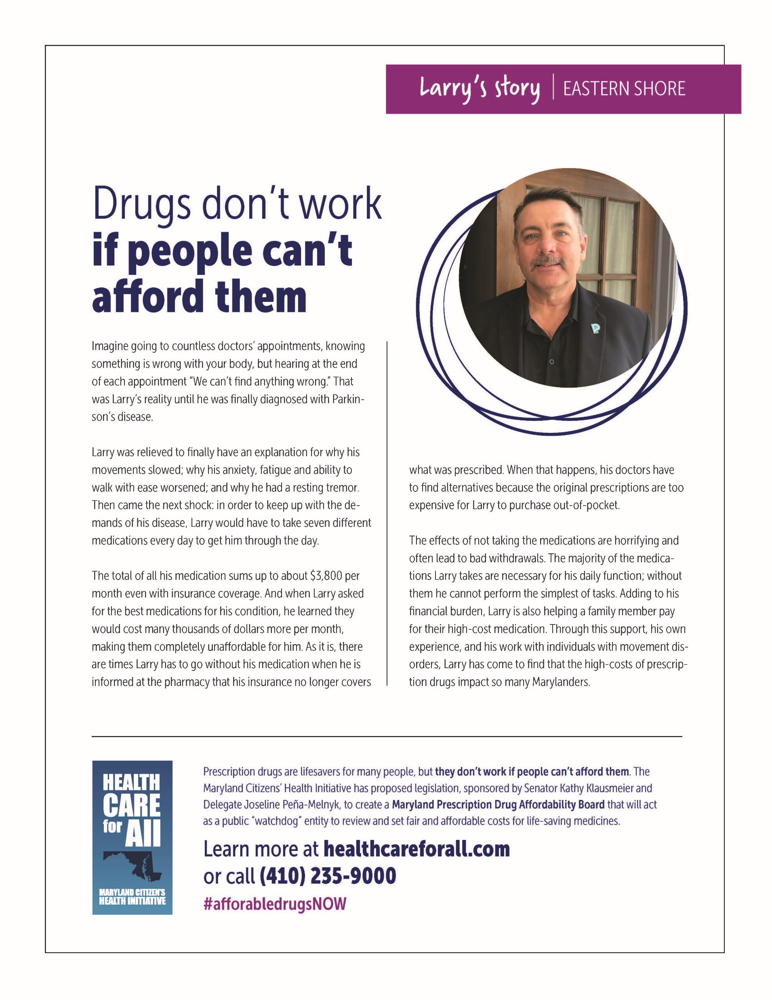 Larry's story | EASTERN SHORE
Drugs don't work
if people can't
afford them
Imagine going to countless doctors' appointments, knowing
something is wrong with your body, but hearing at the end
of each appointment "We can't find anything wrong." That
was Larry's reality until he was finally diagnosed with Parkin-
son's disease.
Larry was relieved to finally have an explanation for why his
movements slowed; why his anxiety, fatigue and ability to
walk with ease worsened; and why he had a resting tremor.
Then came the next shock: in order to keep up with the de-
mands of his disease, Larry would have to take seven different
medications every day to get him through the day.
The total of all his medication sums up to about $3,800 per
month even with insurance coverage. And when Larry asked
for the best medications for his condition, he learned they
would cost many thousands of dollars more per month,
making them completely unaffordable for him. As it is, there
are times Larry has to go without his medication when he is
informed at the pharmacy that his insurance no longer covers
what was prescribed. When that happens, his doctors have
to find alternatives because the original prescriptions are too
expensive for Larry to purchase out-of-pocket.
The effects of not taking the medications are horrifying and
often lead to bad withdrawals. The majority of the medica-
tions Larry takes are necessary for his daily function; without
them he cannot perform the simplest of tasks. Adding to his
financial burden, Larry is also helping a family member pay
for their high-cost medication. Through this support, his own
experience, and his work with individuals with movement dis-
orders, Larry has come to find that the high-costs of prescrip-
tion drugs impact so many Marylanders.
HEALTH
CARE
for All
MARYLAND CITIZEN'S
HEALTH INITIATIVE
Prescription drugs are lifesavers for many people, but they don't work if people can't afford them. The
Maryland Citizens' Health Initiative has proposed legislation, sponsored by Senator Kathy Klausmeier and
Delegate Joseline Peña-Melnyk, to create a Maryland Prescription Drug Affordability Board that will act
as a public "watchdog" entity to review and set fair and affordable costs for life-saving medicines.
Learn more at healthcareforall.com
or call (410) 235-9000
#afforabledrugsNOW